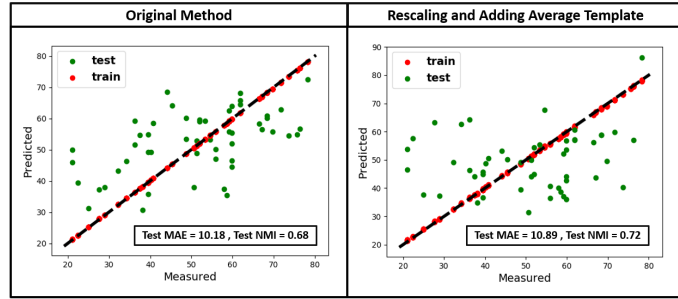 Original Method
80
70
60
50
40
30
20
Predicted
test
train
Test MAE = 10.18 , Test NMI = 0.68
20 30 40 50 60 70 80
Measured
Rescaling and Adding Average Template
90
80
70
60
50
40
30
20
Predicted
train
test
Test MAE = 10.89 , Test NMI = 0.72
20 30 40 50 60 70 80
Measured